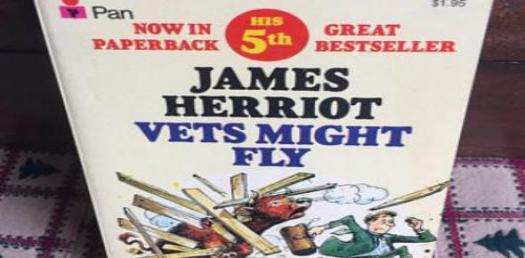 Pan
$1.95
NOW IN
PAPERBACK
HIS
5th
GREAT
BESTSELLER
JAMES
HERRIOT
VETS MIGHT
FLY